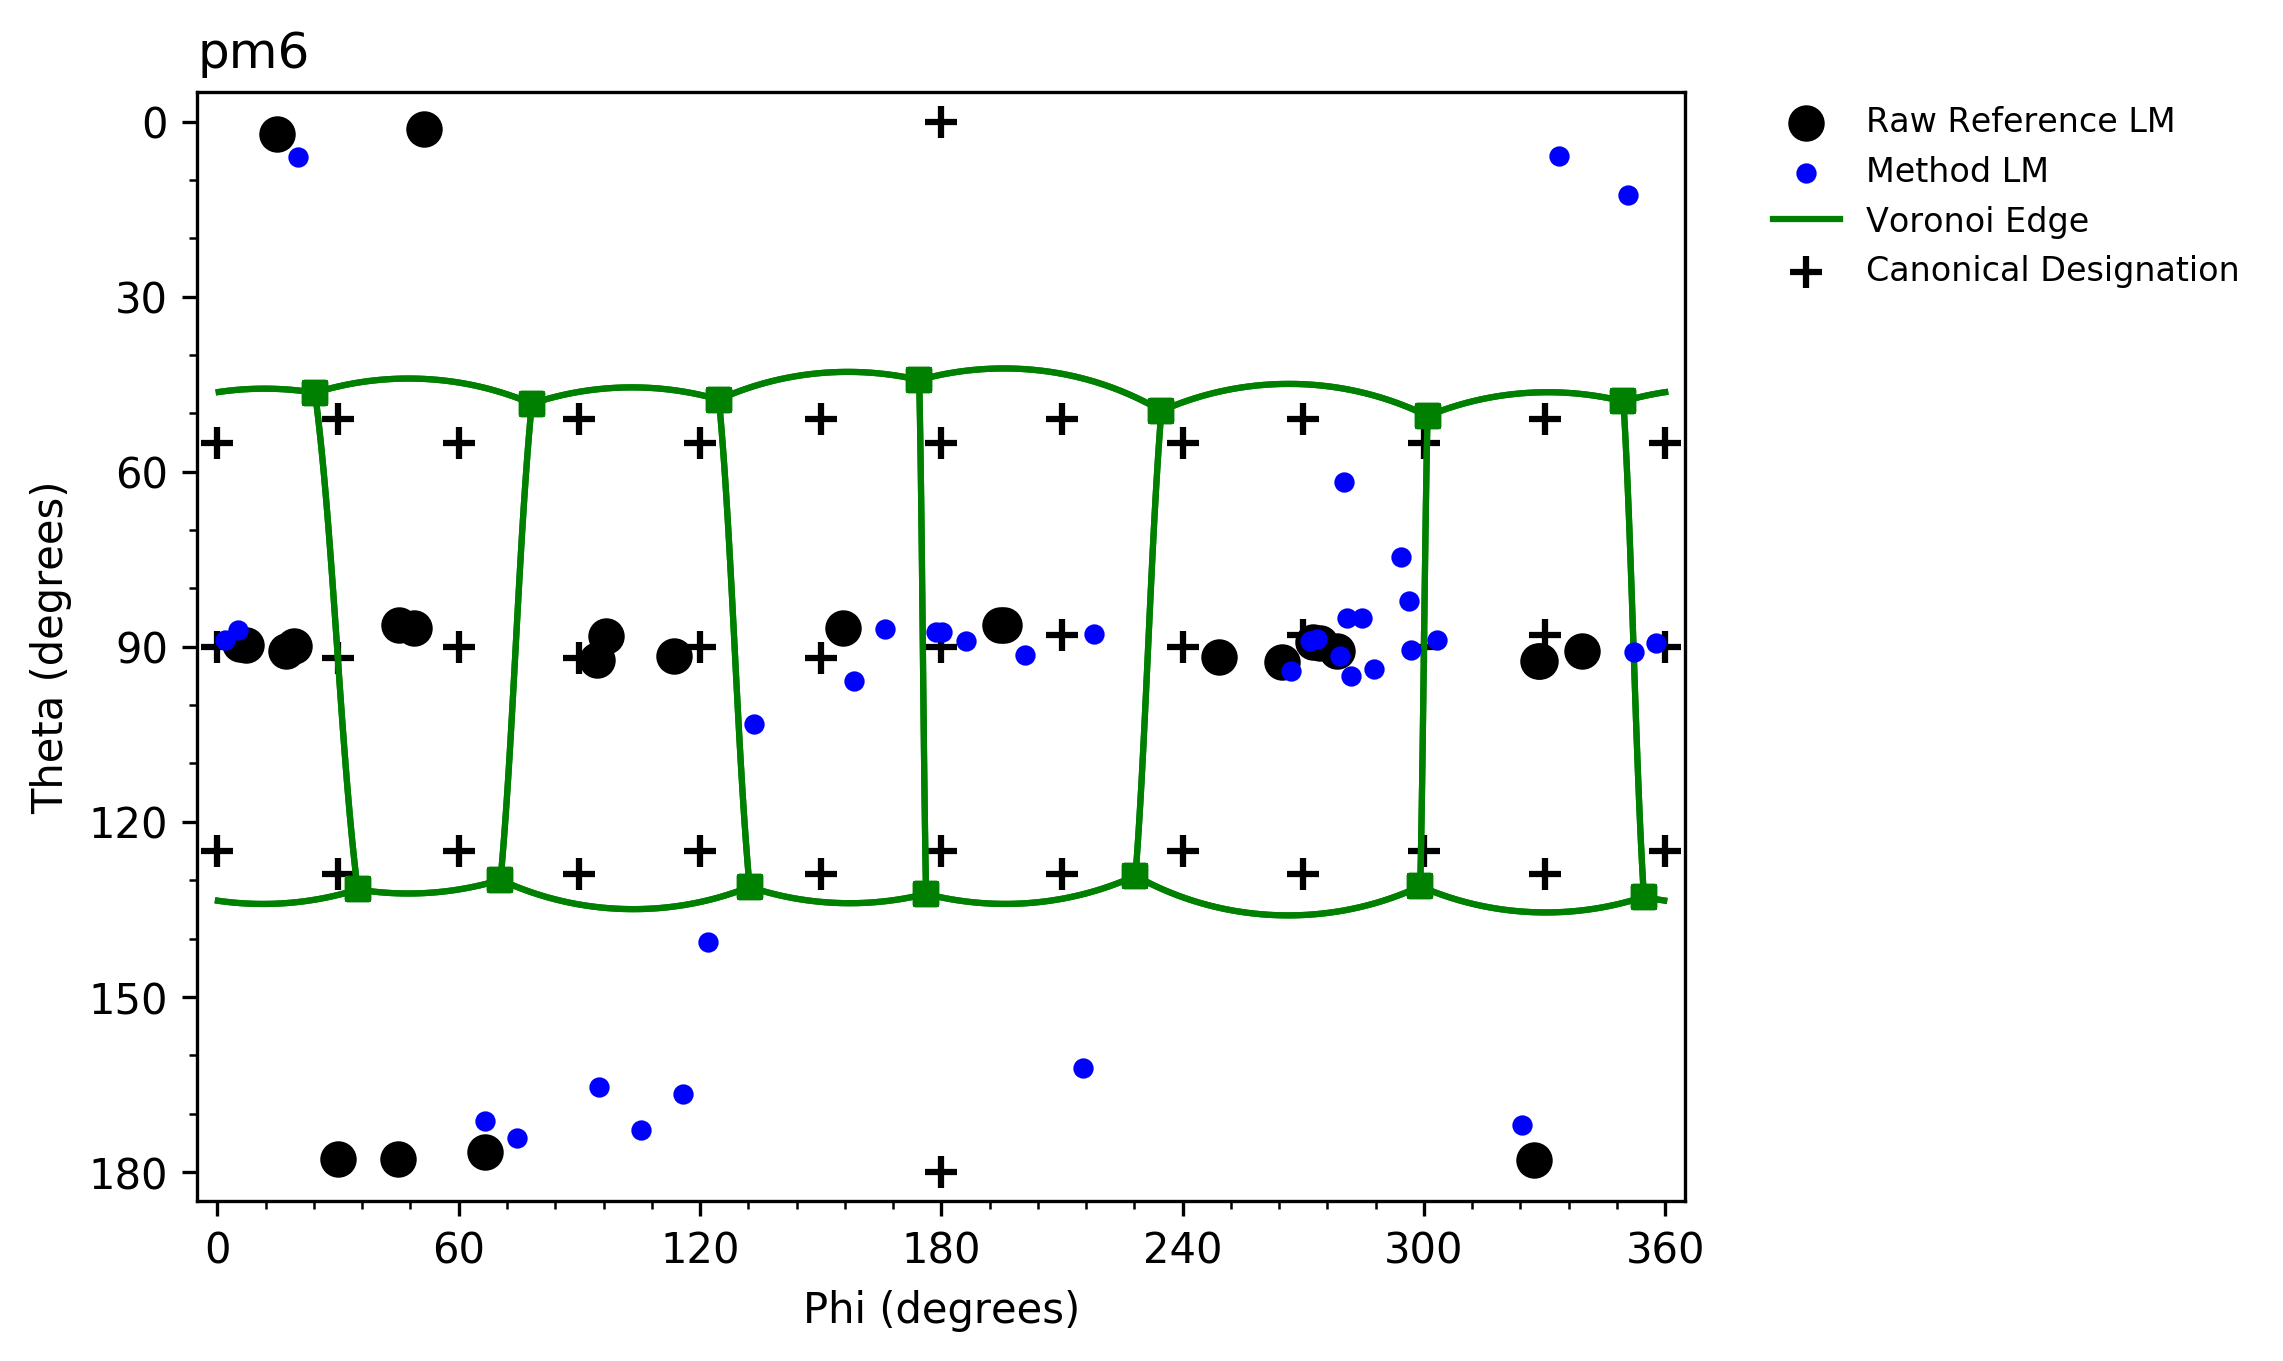 pm6
Raw Reference LM
Method LM
Voronoi Edge
Canonical Designation
Theta (degrees)
0
30
60
90
120
150
180
0 60 120 180 240 300 360
Phi (degrees)